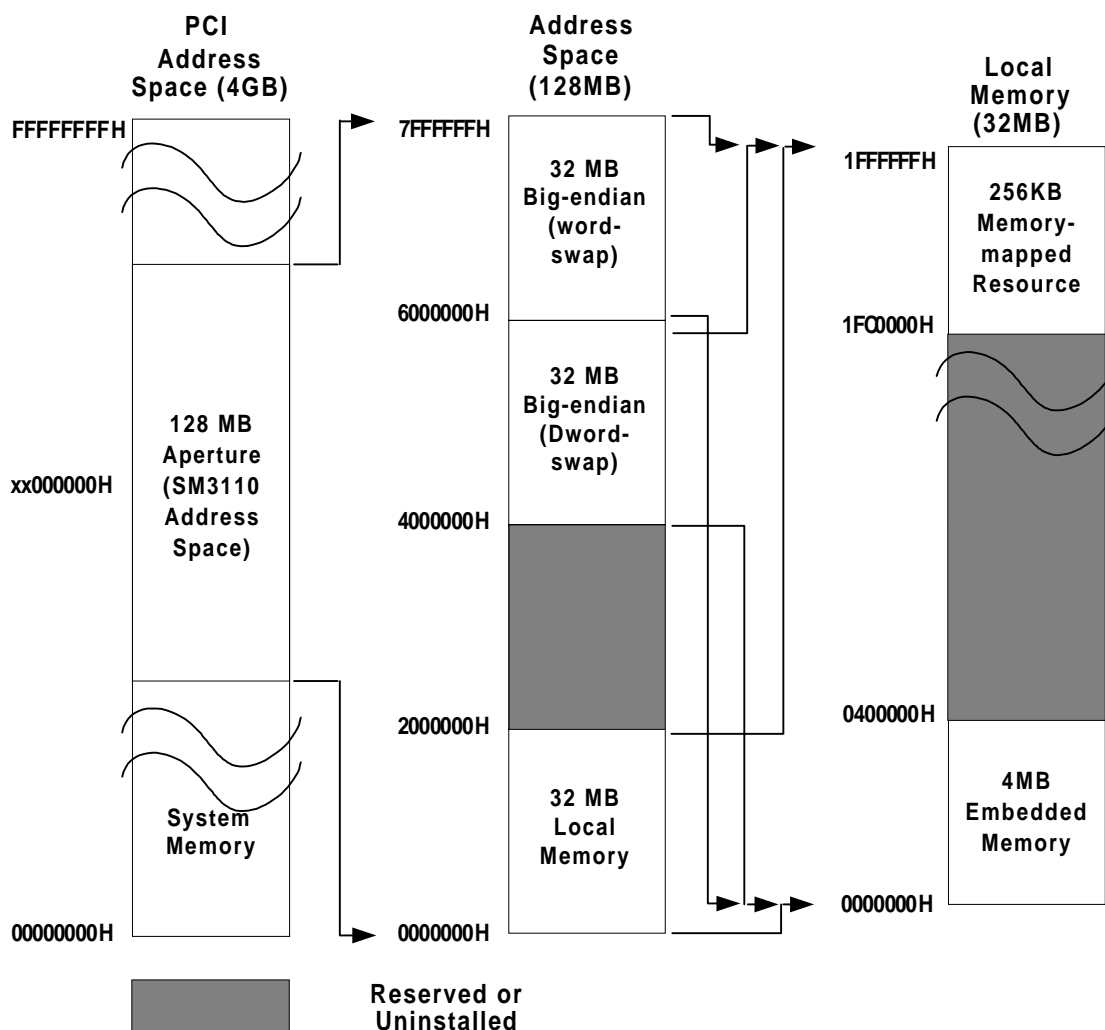 PCI
Address
Space (4GB)
FFFFFFFFH
xx000000H
00000000H
128 MB
Aperture
(SM3110
Address
Space)
System
Memory
Address
Space
(128MB)
7FFFFFFH
6000000H
4000000H
2000000H
0000000H
32 MB
Big-endian
(word-
swap)
32 MB
Big-endian
(Dword-
swap)
32 MB
Local
Memory
Local
Memory
(32MB)
1FFFFFFH
1FC0000H
0400000H
0000000H
256KB
Memory-
mapped
Resource
4MB
Embedded
Memory
Reserved or
Uninstalled